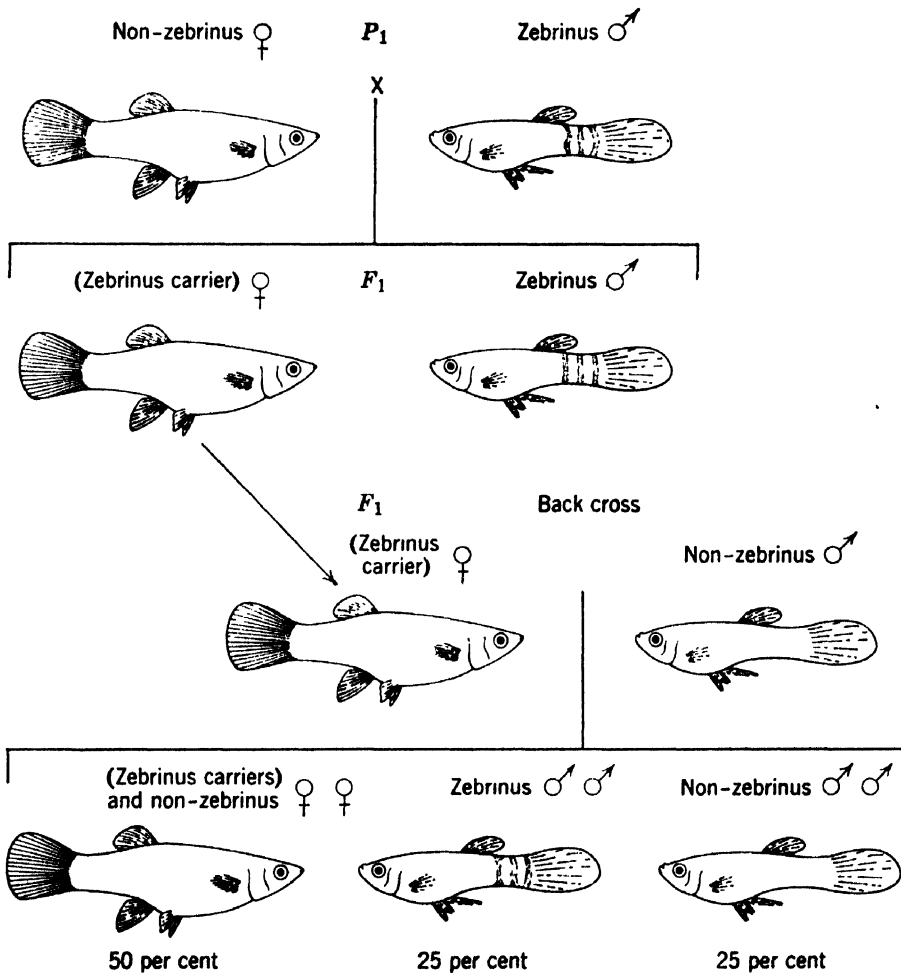 Non-zebrinus ♀ P1 Zebrinus ♂
X
(Zebrinus carrier) ♀ F1 Zebrinus ♂
F1 Back cross
(Zebrinus
carrier) ♀
Non-zebrinus ♂
(Zebrinus carriers)
and non-zebrinus ♀ ♀
Zebrinus ♂ ♂
Non-zebrinus ♂ ♂
50 per cent 25 per cent 25 per cent